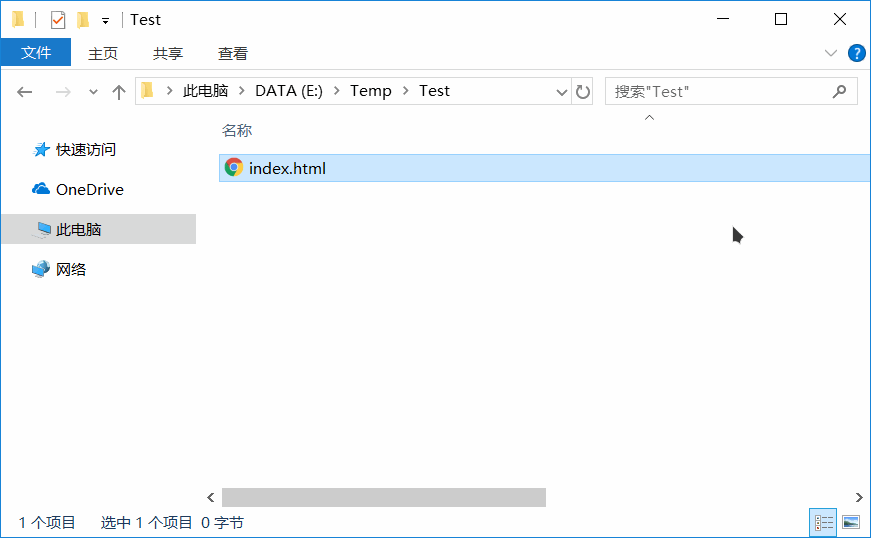 Test
文件 主页 共享 查看
此电脑 DATA (E:) Temp Test 搜索"Test"
名称
快速访问
index.html
OneDrive
此电脑
网络
1 个项目 选中 1 个项目 0 字节